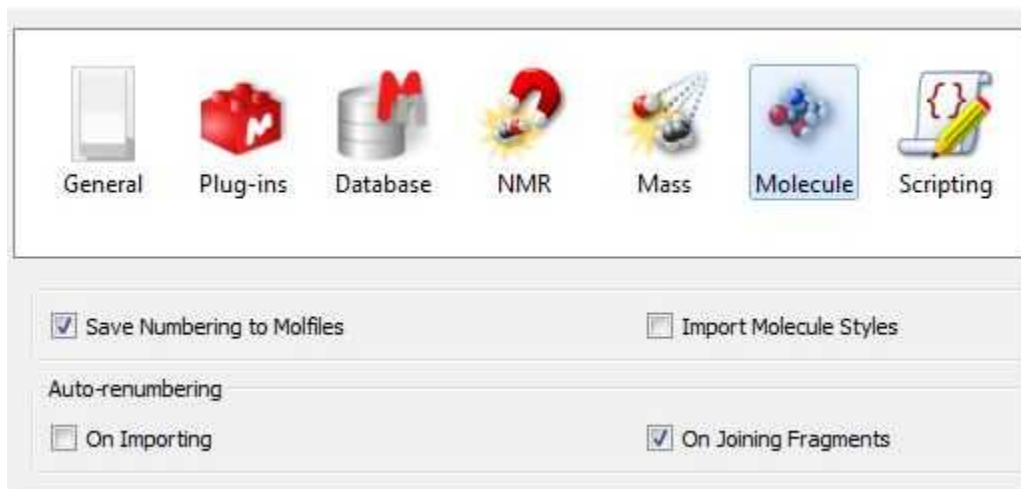 General Plug-ins Database NMR Mass Molecule Scripting
Save Numbering to Molfiles Import Molecule Styles
Auto-renumbering
On Importing On Joining Fragments